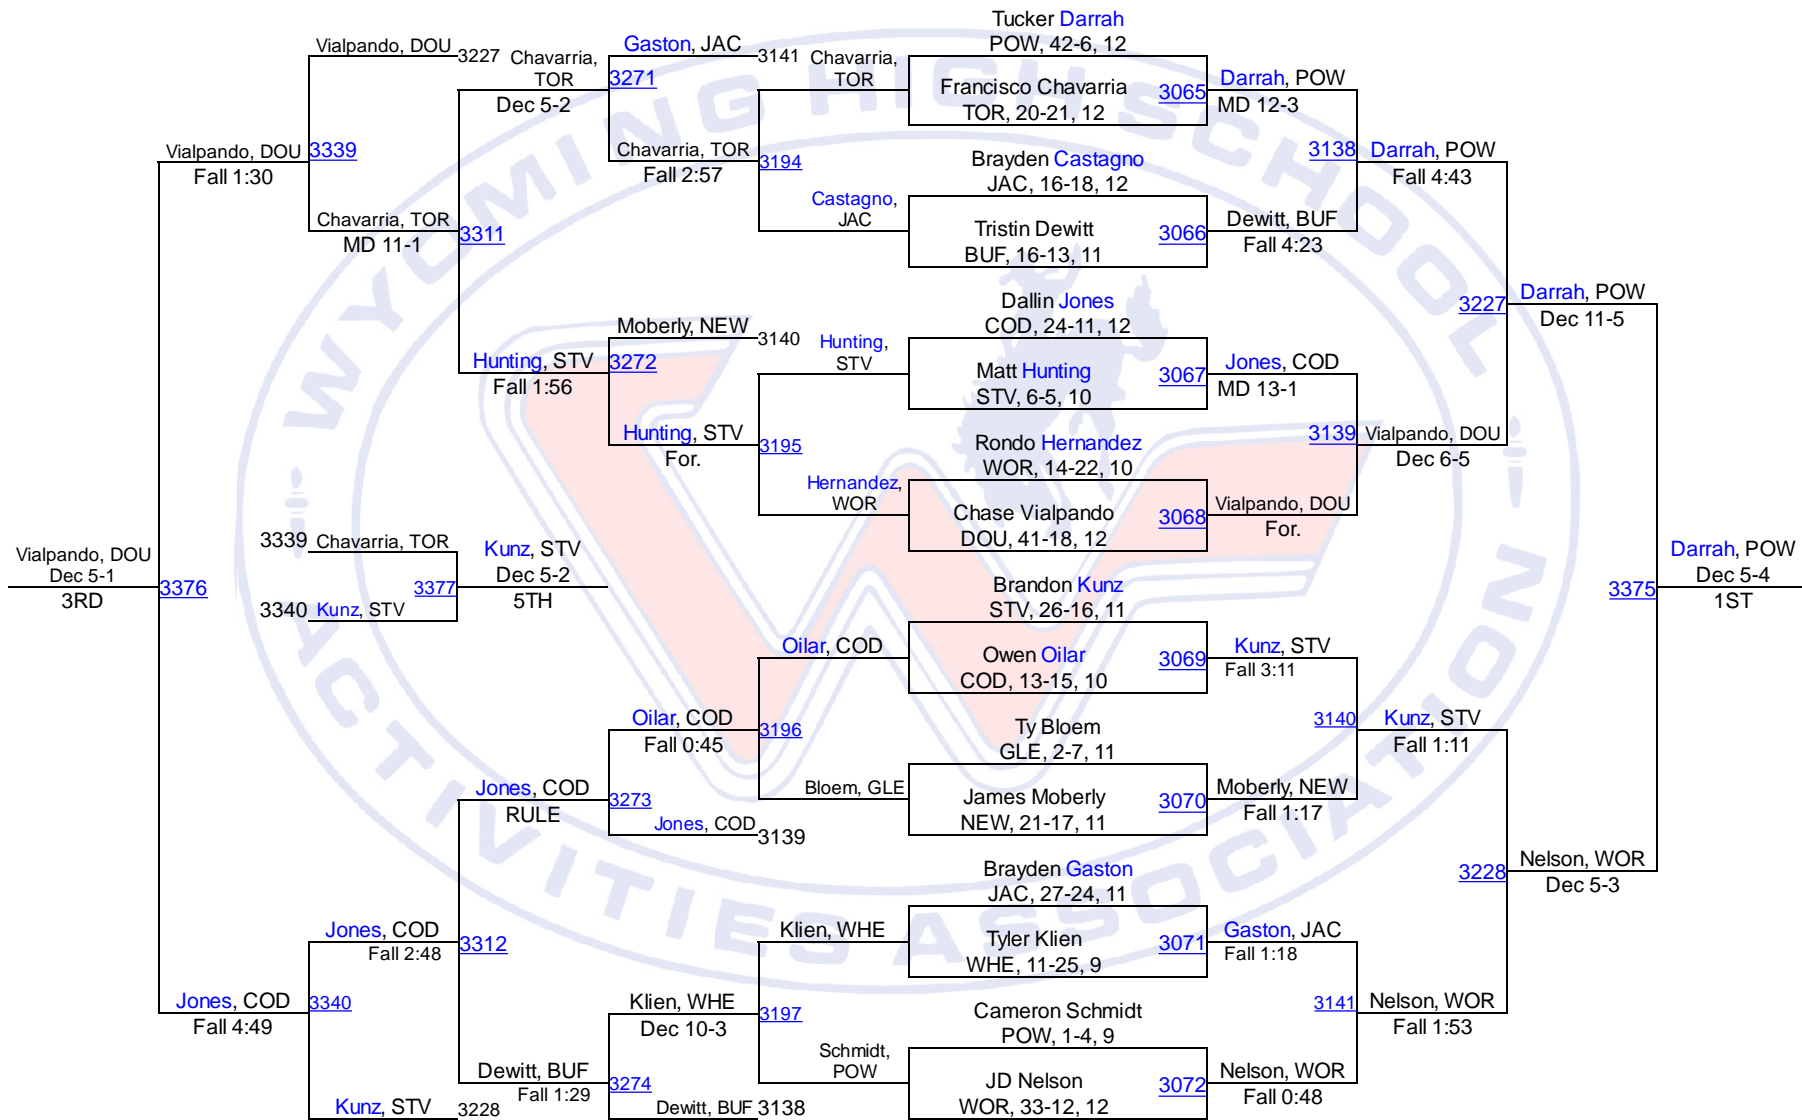 Tucker Darrah
POW, 42-6, 12
Vialpando, DOU
3227
Chavarria,
TOR
Dec 5-2
Gaston, JAC
3271
3141
Chavarria,
TOR
Francisco Chavarria
TOR, 20-21, 12
3065
Darrah, POW
MD 12-3
Vialpando, DOU
Fall 1:30
3339
Chavarria, TOR
Fall 2:57
3194
Brayden Castagno
JAC, 16-18, 12
3138
Darrah, POW
Fall 4:43
Chavarria, TOR
MD 11-1
3311
Castagno,
JAC
Tristin Dewitt
BUF, 16-13, 11
3066
Dewitt, BUF
Fall 4:23
Dallin Jones
COD, 24-11, 12
3227
Darrah, POW
Dec 11-5
Moberly, NEW
3140
Hunting, STV
Fall 1:56
3272
Hunting,
STV
Matt Hunting
STV, 6-5, 10
3067
Jones, COD
MD 13-1
Hunting, STV
For.
3195
Rondo Hernandez
WOR, 14-22, 10
3139
Vialpando, DOU
Dec 6-5
Hernandez,
WOR
Chase Vialpando
DOU, 41-18, 12
3068
Vialpando, DOU
For.
Vialpando, DOU
Dec 5-1
3RD
3376
3339
Chavarria, TOR
3377
3340
Kunz, STV
Kunz, STV
Dec 5-2
5TH
Brandon Kunz
STV, 26-16, 11
3375
Darrah, POW
Dec 5-4
1ST
Oilar, COD
Owen Oilar
COD, 13-15, 10
3069
Kunz, STV
Fall 3:11
Oilar, COD
Fall 0:45
3196
Ty Bloem
GLE, 2-7, 11
3140
Kunz, STV
Fall 1:11
Jones, COD
RULE
3273
Jones, COD
3139
Bloem, GLE
James Moberly
NEW, 21-17, 11
3070
Moberly, NEW
Fall 1:17
Brayden Gaston
JAC, 27-24, 11
3228
Nelson, WOR
Dec 5-3
Jones, COD
Fall 2:48
3312
Klien, WHE
Tyler Klien
WHE, 11-25, 9
3071
Gaston, JAC
Fall 1:18
Jones, COD
Fall 4:49
3340
Klien, WHE
Dec 10-3
3197
Cameron Schmidt
POW, 1-4, 9
3141
Nelson, WOR
Fall 1:53
Dewitt, BUF
Fall 1:29
3274
Schmidt,
POW
JD Nelson
WOR, 33-12, 12
3072
Nelson, WOR
Fall 0:48
Kunz, STV
3228
Dewitt, BUF
3138
WYOMING HIGH SCHOOL
ACTIVITIES ASSOCIATION